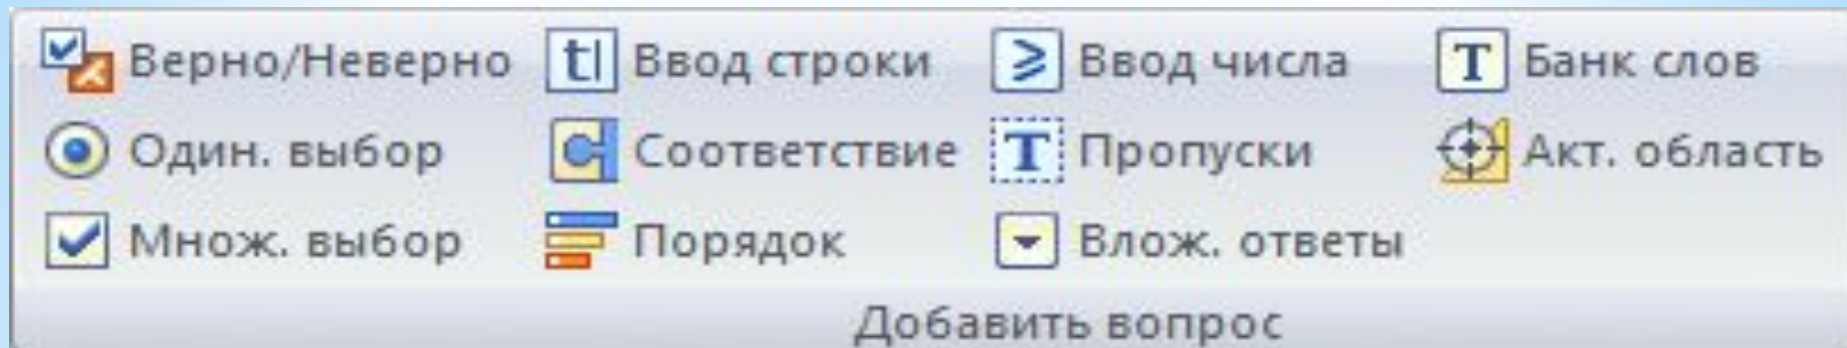 Верно/Неверно Ввод строки Ввод числа Банк слов
Один. выбор Соответствие Пропуски Акт. область
Множ. выбор Порядок Влож. ответы
Добавить вопрос